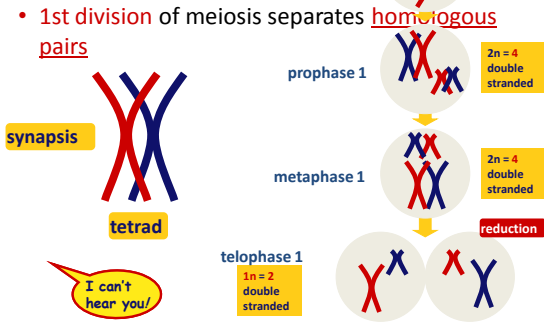 • 1st division of meiosis separates homologous
pairs
prophase 1
2n = 4
double
stranded
synapsis
metaphase 1
2n = 4
double
stranded
tetrad
reduction
telophase 1
1n = 2
double
stranded
I can't
hear you!